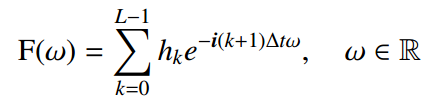 F(ω) = ∑_{k=0}^{L−1} h_k e^{−i(k+1)Δtω}, ω ∈ ℝ